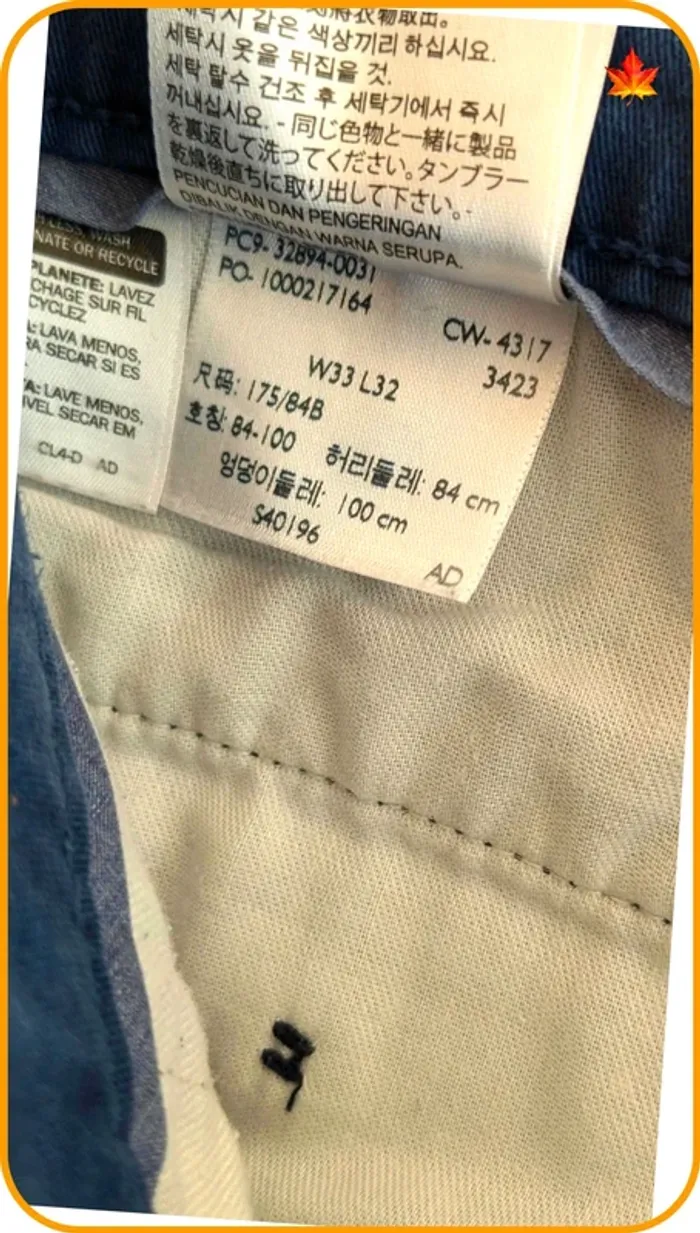 세탁시 같은 색상끼리 하십시요.
세탁시 옷을 뒤집을 것.
세탁 탈수 건조 후 세탁기에서 즉시
꺼내십시요. - 同じ色物と一緒に製品
を裏返して洗ってください。タンブラー
乾燥後直ちに取り出して下さい。-
PENCUCIAN DAN PENGERINGAN
DIBALIK DENGAN WARNA SERUPA.
WASH
NATE OR RECYCLE
PLANETE: LAVEZ
CHAGE SUR FIL
CYCLEZ
A: LAVA MENOS,
RA SECAR SI ES
A: LAVE MENOS,
VEL SECAR EM
CL4-D AD
PC9- 32894-0031
PO- 1000217164
CW- 4317
3423
W33 L32
尺码: 175/84B
호칭: 84-100
허리둘레: 84 cm
엉덩이둘레: 100 cm
S40196
AD